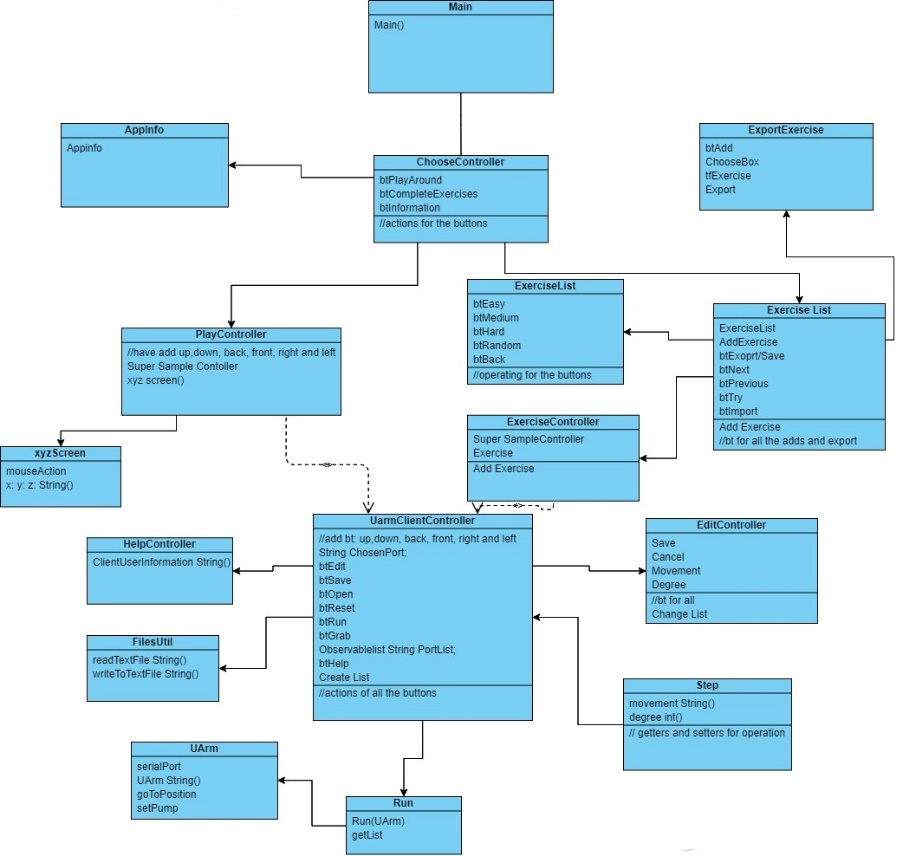 Main
Main()
AppInfo
Appinfo
ExportExercise
btAdd
ChooseBox
tfExercise
Export
ChooseController
btPlayAround
btCompleteExercises
btInformation
//actions for the buttons
ExerciseList
btEasy
btMedium
btHard
btRandom
btBack
//operating for the buttons
Exercise List
ExerciseList
AddExercise
btExoprt/Save
btNext
btPrevious
btTry
btImport
Add Exercise
//bt for all the adds and export
PlayController
//have add up,down, back, front, right and left
Super Sample Contoller
xyz screen()
ExerciseController
Super SampleController
Exercise
Add Exercise
xyzScreen
mouseAction
x: y: z: String()
UarmClientController
//add bt: up,down, back, front, right and left
String ChosenPort;
btEdit
btSave
btOpen
btReset
btRun
btGrab
Observablelist String PortList;
btHelp
Create List
//actions of all the buttons
EditController
Save
Cancel
Movement
Degree
//bt for all
Change List
HelpController
ClientUserInformation String()
FilesUtil
readTextFile String()
writeToTextFile String()
Step
movement String()
degree int()
// getters and setters for operation
UArm
serialPort
UArm String()
goToPosition
setPump
Run
Run(UArm)
getList